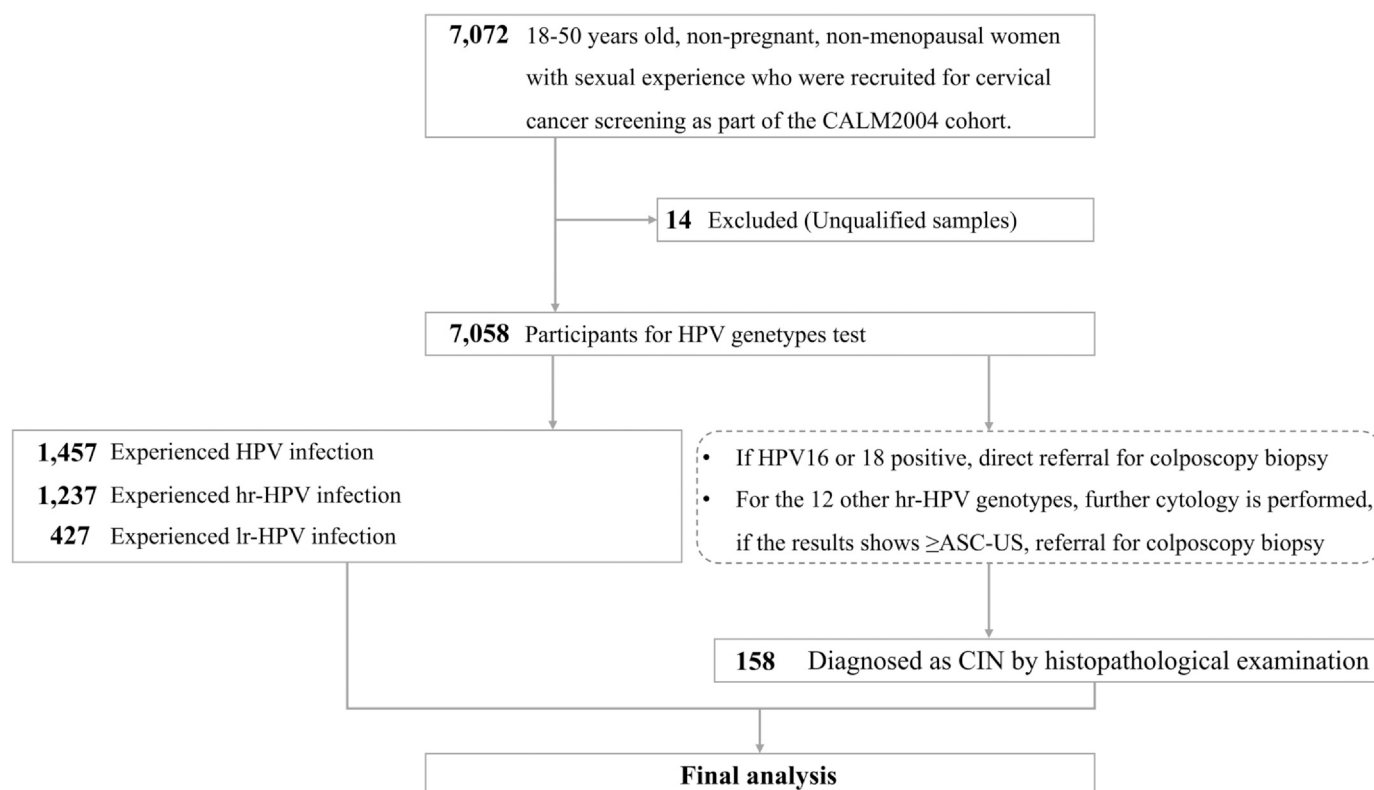 7,072 18-50 years old, non-pregnant, non-menopausal women
with sexual experience who were recruited for cervical
cancer screening as part of the CALM2004 cohort.
14 Excluded (Unqualified samples)
7,058 Participants for HPV genetypes test
1,457 Experienced HPV infection
1,237 Experienced hr-HPV infection
427 Experienced lr-HPV infection
• If HPV16 or 18 positive, direct referral for colposcopy biopsy
• For the 12 other hr-HPV genotypes, further cytology is performed,
if the results shows ≥ASC-US, referral for colposcopy biopsy
158 Diagnosed as CIN by histopathological examination
Final analysis